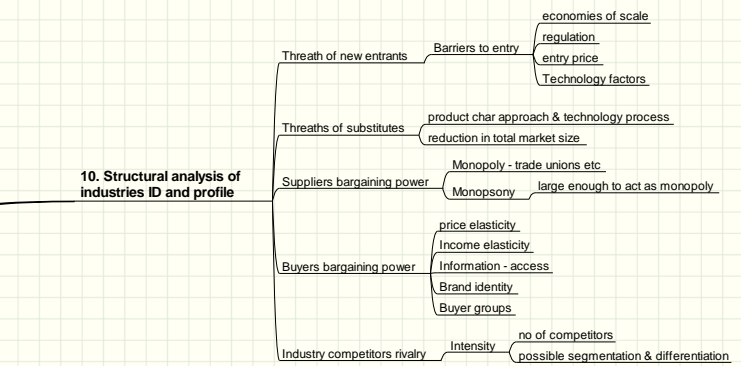 economies of scale
regulation
Barriers to entry
entry price
Threath of new entrants
Technology factors
product char approach & technology process
Threaths of substitutes
reduction in total market size
Monopoly - trade unions etc
10. Structural analysis of
industries ID and profile
Suppliers bargaining power
Monopsony
large enough to act as monopoly
price elasticity
Income elasticity
Buyers bargaining power
Information - access
Brand identity
Buyer groups
no of competitors
Intensity
Industry competitors rivalry
possible segmentation & differentiation